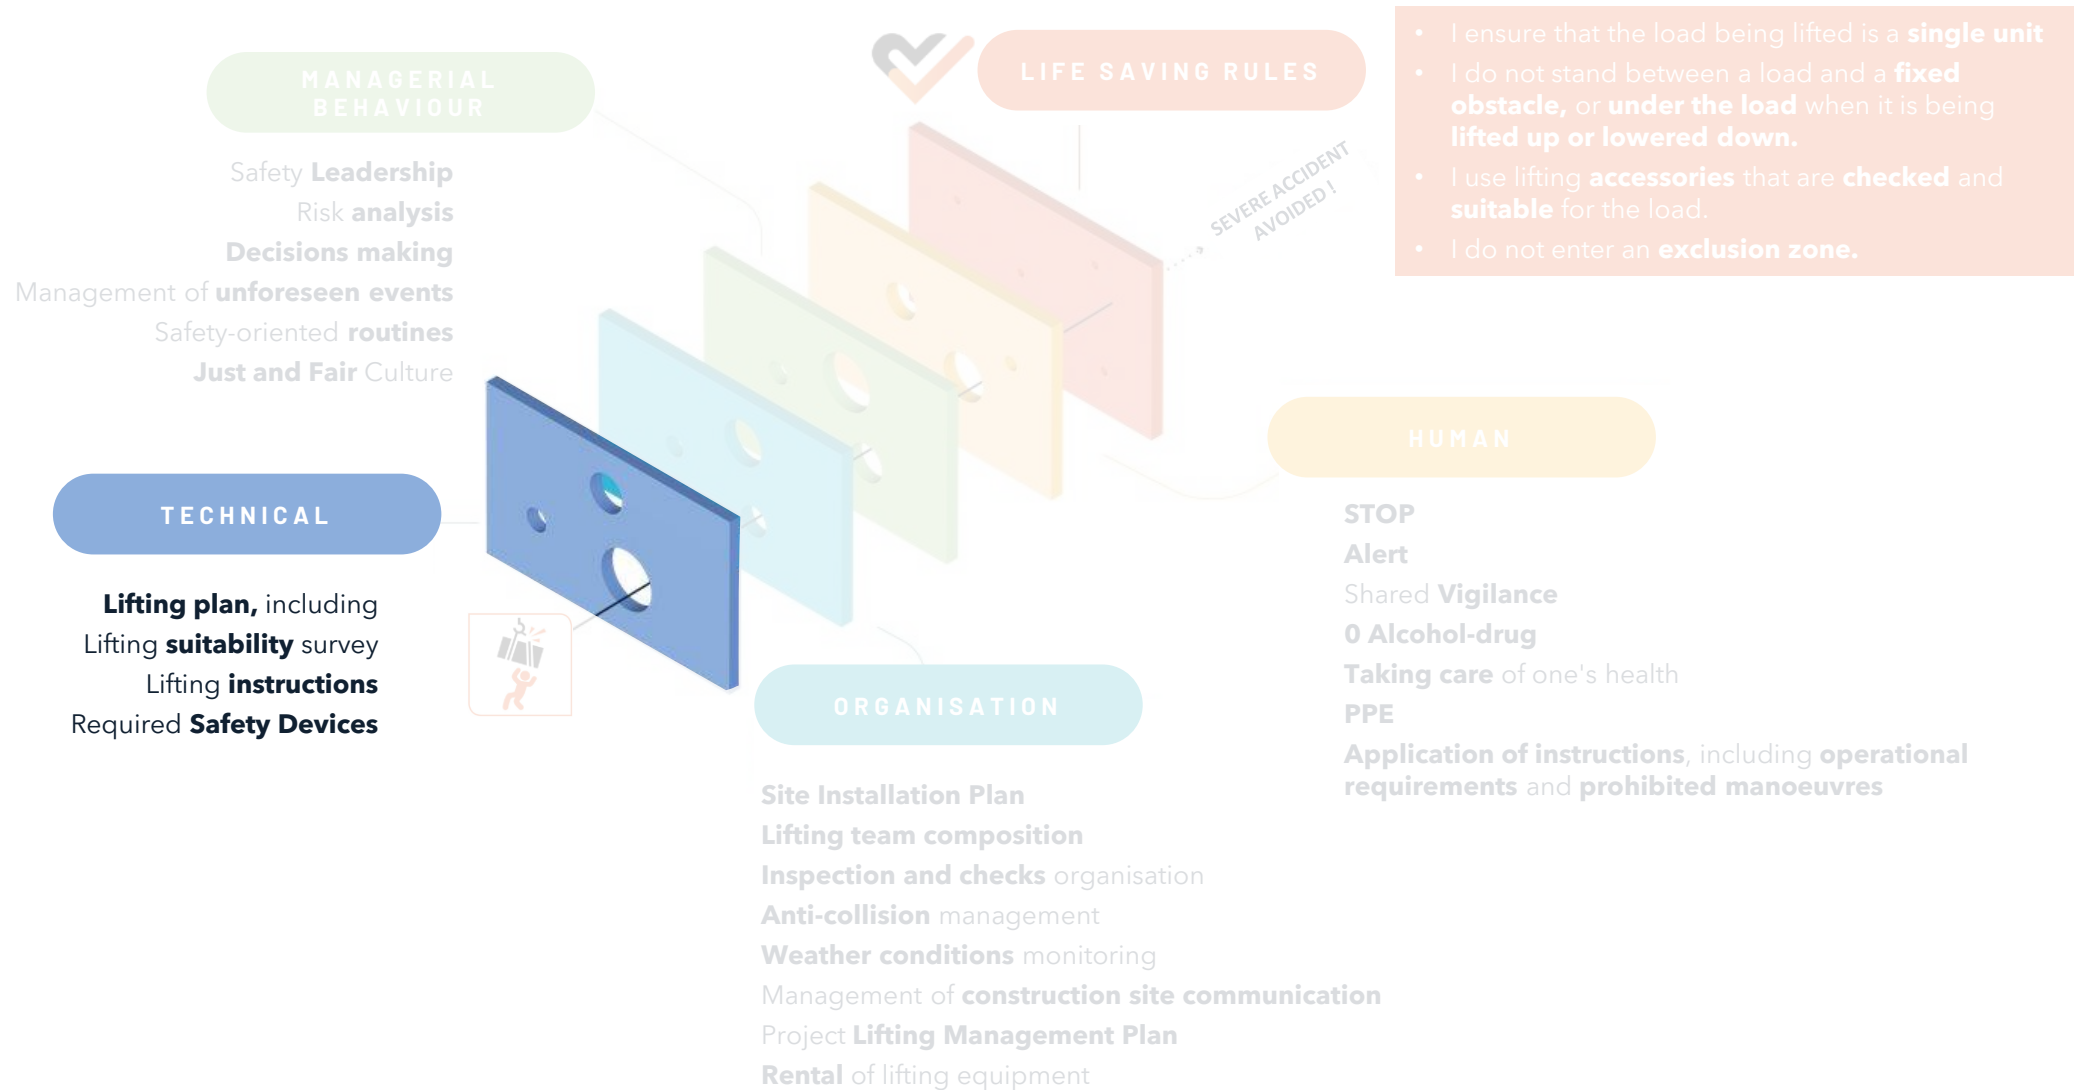 MANAGERIAL
BEHAVIOUR
Safety Leadership
Risk analysis
Decisions making
Management of unforeseen events
Safety-oriented routines
Just and Fair Culture
LIFE SAVING RULES
• I ensure that the load being lifted is a single unit
• I do not stand between a load and a fixed
obstacle, or under the load when it is being
lifted up or lowered down.
• I use lifting accessories that are checked and
suitable for the load.
• I do not enter an exclusion zone.
SEVERE ACCIDENT
AVOIDED !
TECHNICAL
Lifting plan, including
Lifting suitability survey
Lifting instructions
Required Safety Devices
HUMAN
STOP
Alert
Shared Vigilance
0 Alcohol-drug
Taking care of one's health
PPE
Application of instructions, including operational
requirements and prohibited manoeuvres
ORGANISATION
Site Installation Plan
Lifting team composition
Inspection and checks organisation
Anti-collision management
Weather conditions monitoring
Management of construction site communication
Project Lifting Management Plan
Rental of lifting equipment